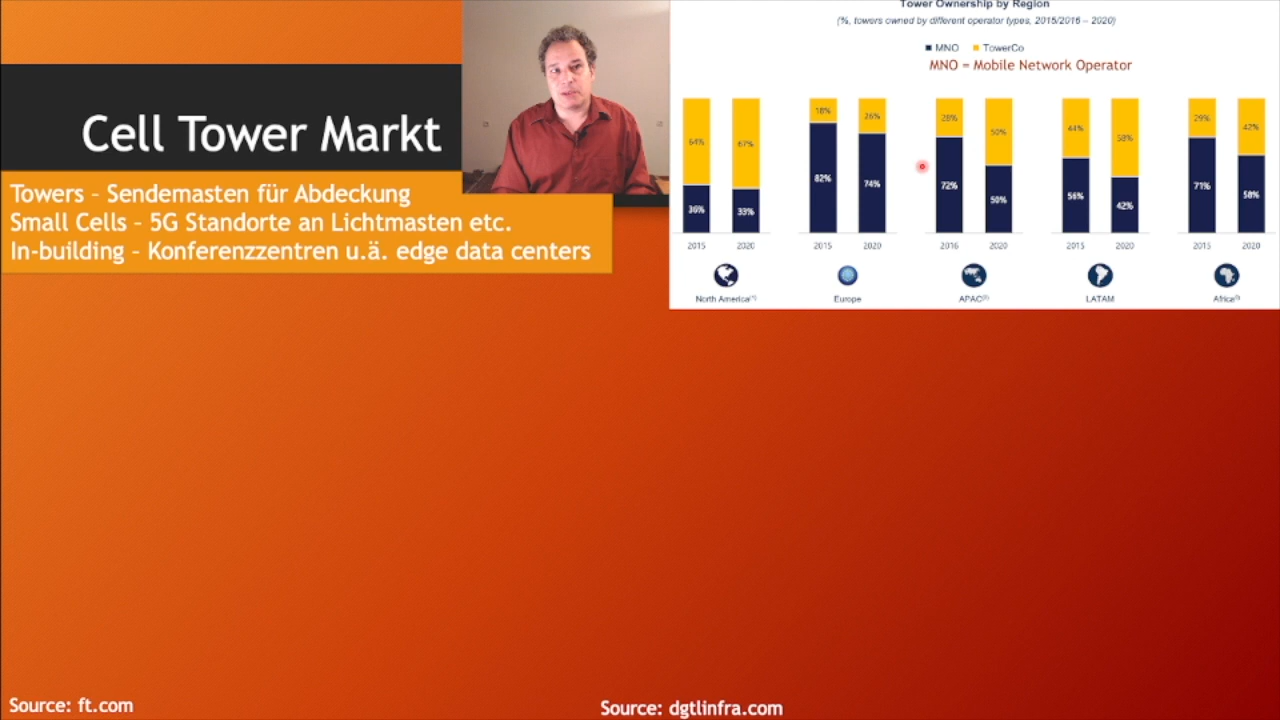 Cell Tower Markt
Towers – Sendemasten für Abdeckung
Small Cells – 5G Standorte an Lichtmasten etc.
In-building – Konferenzzentren u.ä. edge data centers
Tower Ownership by Region
(%, towers owned by different operator types, 2015/2016 – 2020)
MNO TowerCo
MNO = Mobile Network Operator
64% 67% 18% 26% 28% 50% 44% 58% 29% 42%
36% 33% 82% 74% 72% 50% 56% 42% 71% 58%
2015 2020 2015 2020 2016 2020 2015 2020 2015 2020
North America(1) Europe APAC(2) LATAM Africa(3)
Source: ft.com
Source: dgtlinfra.com